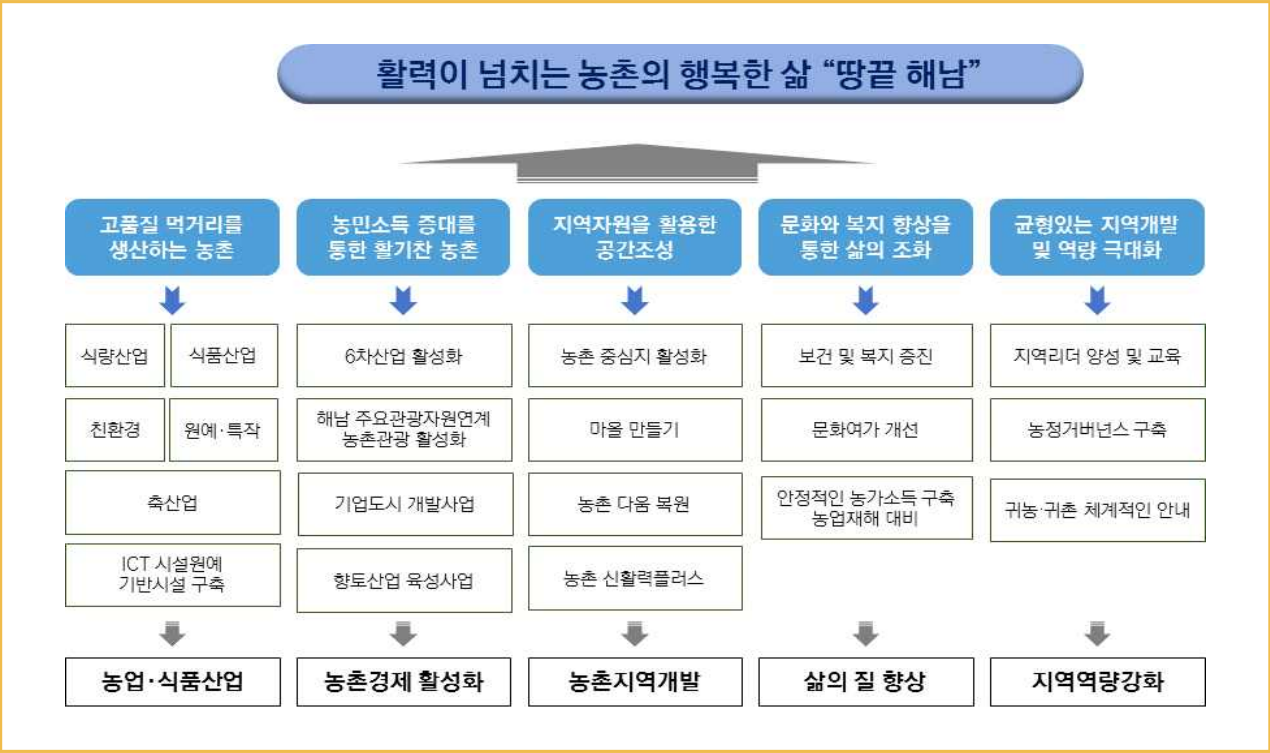 활력이 넘치는 농촌의 행복한 삶 “땅끝 해남”
고품질 먹거리를
생산하는 농촌
식량산업
식품산업
친환경
원예·특작
축산업
ICT 시설원예
기반시설 구축
농업·식품산업
농민소득 증대를
통한 활기찬 농촌
6차산업 활성화
해남 주요관광자원연계
농촌관광 활성화
기업도시 개발사업
향토산업 육성사업
농촌경제 활성화
지역자원을 활용한
공간조성
농촌 중심지 활성화
마을 만들기
농촌 다움 복원
농촌 신활력플러스
농촌지역개발
문화와 복지 향상을
통한 삶의 조화
보건 및 복지 증진
문화여가 개선
안정적인 농가소득 구축
농업재해 대비
삶의 질 향상
균형있는 지역개발
및 역량 극대화
지역리더 양성 및 교육
농정거버넌스 구축
귀농·귀촌 체계적인 안내
지역역량강화